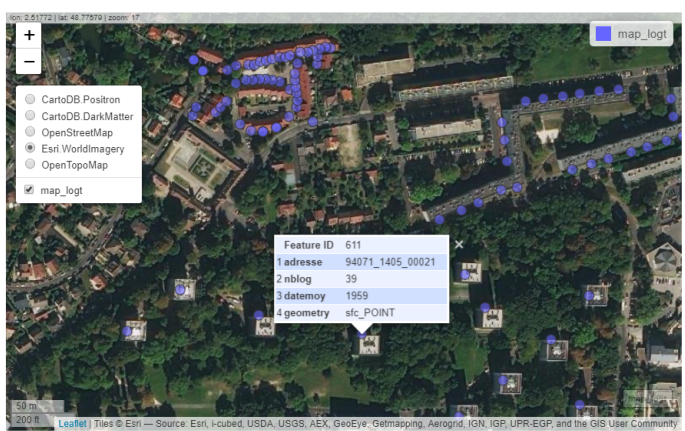 lon: 2.51772 | lat: 48.77579 | zoom: 17
+
−
map_logt
CartoDB.Positron
CartoDB.DarkMatter
OpenStreetMap
Esri.WorldImagery
OpenTopoMap
map_logt
Feature ID 611
1 adresse 94071_1405_00021
2 nblog 39
3 datemoy 1959
4 geometry sfc_POINT
×
50 m
200 ft
Leaflet | Tiles © Esri — Source: Esri, i-cubed, USDA, USGS, AEX, GeoEye, Getmapping, Aerogrid, IGN, IGP, UPR-EGP, and the GIS User Community